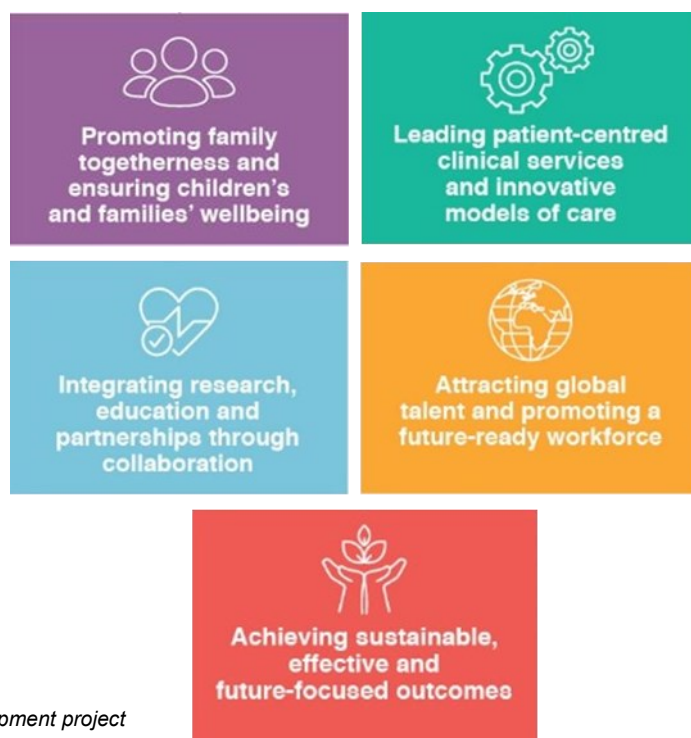 Promoting family
togetherness and
ensuring children's
and families' wellbeing
Leading patient-centred
clinical services
and innovative
models of care
Integrating research,
education and
partnerships through
collaboration
Attracting global
talent and promoting a
future-ready workforce
Achieving sustainable,
effective and
future-focused outcomes
project